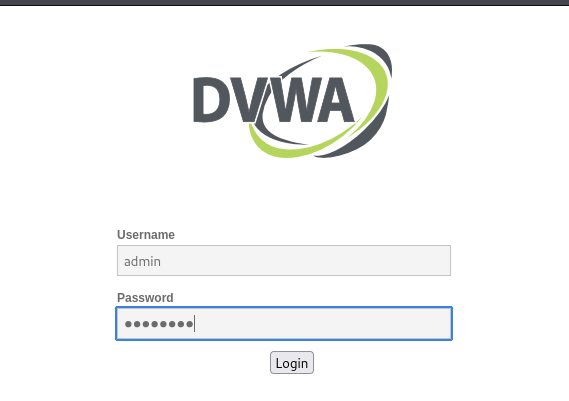 DVWA
Username
admin
Password
••••••••
Login